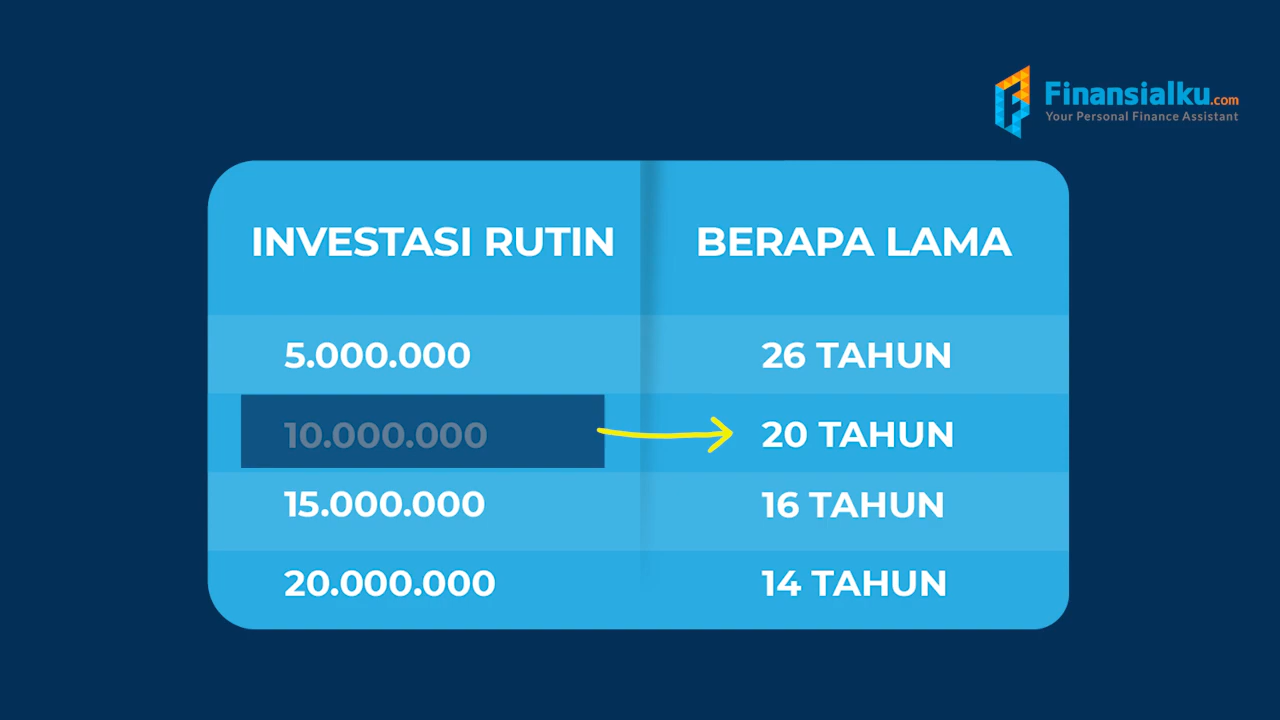 Finansialku.com
Your Personal Finance Assistant
INVESTASI RUTIN BERAPA LAMA
5.000.000 26 TAHUN
10.000.000 20 TAHUN
15.000.000 16 TAHUN
20.000.000 14 TAHUN